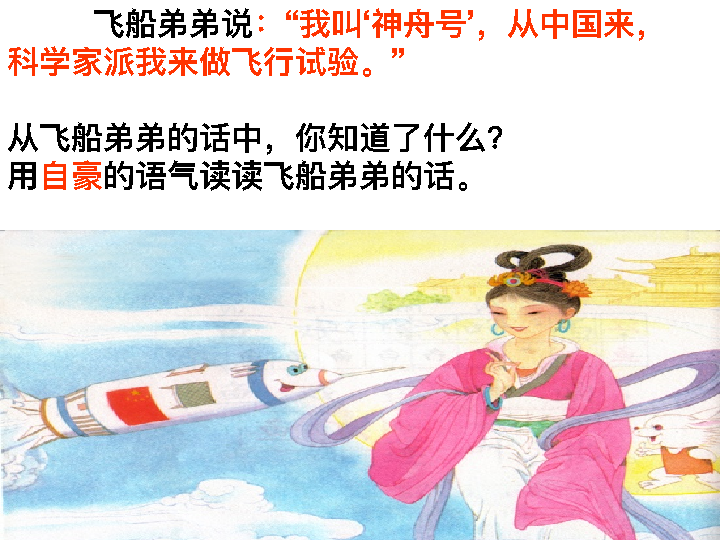 飞船弟弟说：“我叫‘神舟号’，从中国来，
科学家派我来做飞行试验。”
从飞船弟弟的话中，你知道了什么？
用自豪的语气读读飞船弟弟的话。